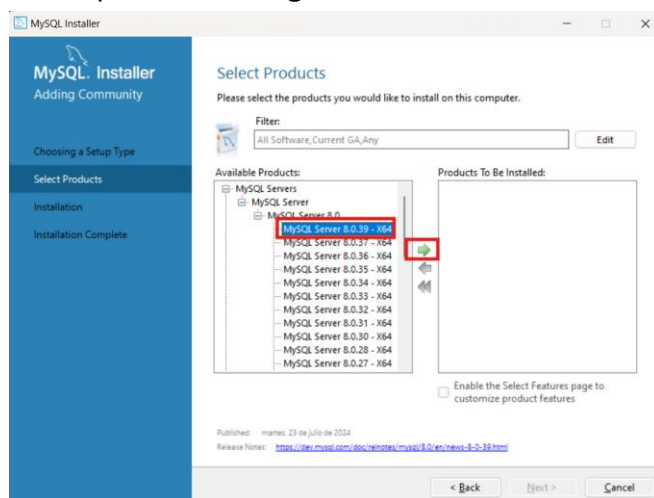 MySQL Installer
MySQL. Installer
Adding Community
Choosing a Setup Type
Select Products
Installation
Installation Complete
Select Products
Please select the products you would like to install on this computer.
Filter:
All Software,Current GA,Any
Edit
Available Products:
MySQL Servers
MySQL Server
MySQL Server 8.0
MySQL Server 8.0.39 - X64
MySQL Server 8.0.37 - X64
MySQL Server 8.0.36 - X64
MySQL Server 8.0.35 - X64
MySQL Server 8.0.34 - X64
MySQL Server 8.0.33 - X64
MySQL Server 8.0.32 - X64
MySQL Server 8.0.31 - X64
MySQL Server 8.0.30 - X64
MySQL Server 8.0.28 - X64
MySQL Server 8.0.27 - X64
Products To Be Installed:
Enable the Select Features page to
customize product features
Published: martes, 23 de julio de 2024
Release Notes: https://dev.mysql.com/doc/relnotes/mysql/8.0/en/news-8-0-39.html
< Back
Next >
Cancel